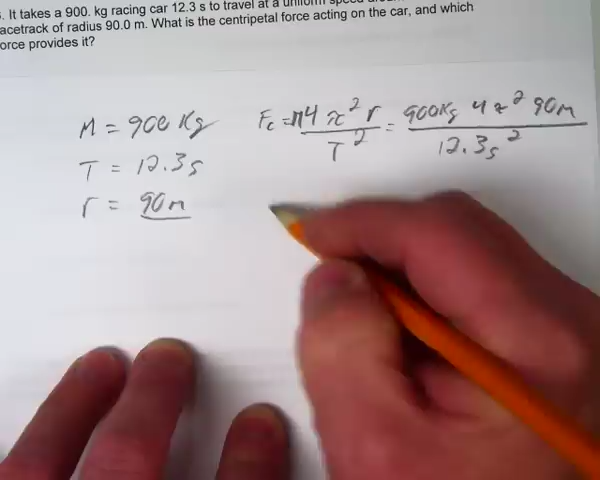 . It takes a 900. kg racing car 12.3 s to travel at a uniform speed
acetrack of radius 90.0 m. What is the centripetal force acting on the car, and which
orce provides it?
M = 900 Kg
T = 12.3s
r = 90m
Fc = m4π²r / T² = 900Kg 4π² 90m / 12.3s²